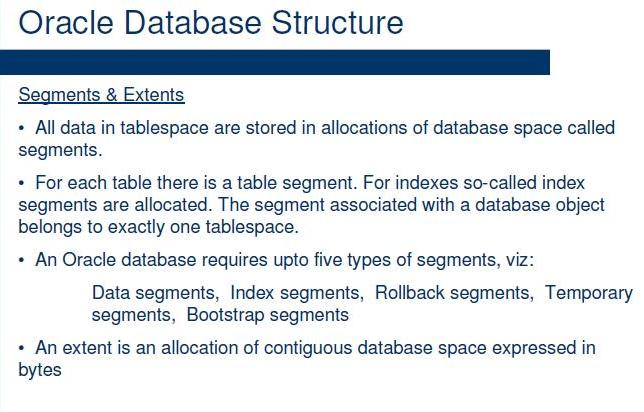 Oracle Database Structure
Segments & Extents
• All data in tablespace are stored in allocations of database space called
segments.
• For each table there is a table segment. For indexes so-called index
segments are allocated. The segment associated with a database object
belongs to exactly one tablespace.
• An Oracle database requires upto five types of segments, viz:
Data segments, Index segments, Rollback segments, Temporary
segments, Bootstrap segments
• An extent is an allocation of contiguous database space expressed in
bytes